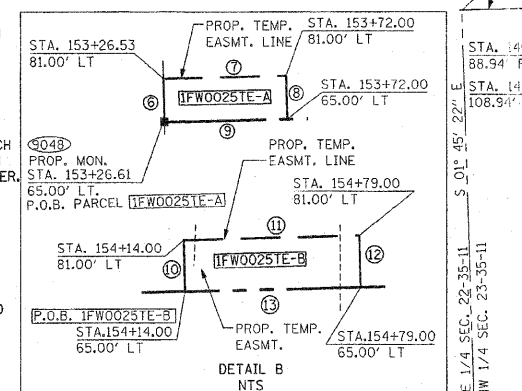 PROP. TEMP.
EASMT. LINE
STA. 153+26.53
81.00' LT
STA. 153+72.00
81.00' LT
7
6
1FW0025TE-A
8
STA. 153+72.00
65.00' LT
9
9048
PROP. MON.
STA. 153+26.61
65.00' LT.
P.O.B. PARCEL 1FW0025TE-A
PROP. TEMP.
EASMT. LINE
STA. 154+79.00
81.00' LT
STA. 154+14.00
81.00' LT
11
10
1FW0025TE-B
12
13
P.O.B. 1FW0025TE-B
STA.154+14.00
65.00' LT
PROP. TEMP.
EASMT.
STA.154+79.00
65.00' LT
DETAIL B
NTS
CH
ER.
STA.
88.94'
STA.
108.94'
S 01° 45' 22" E
E 1/4 SEC. 22-35-11
W 1/4 SEC. 23-35-11